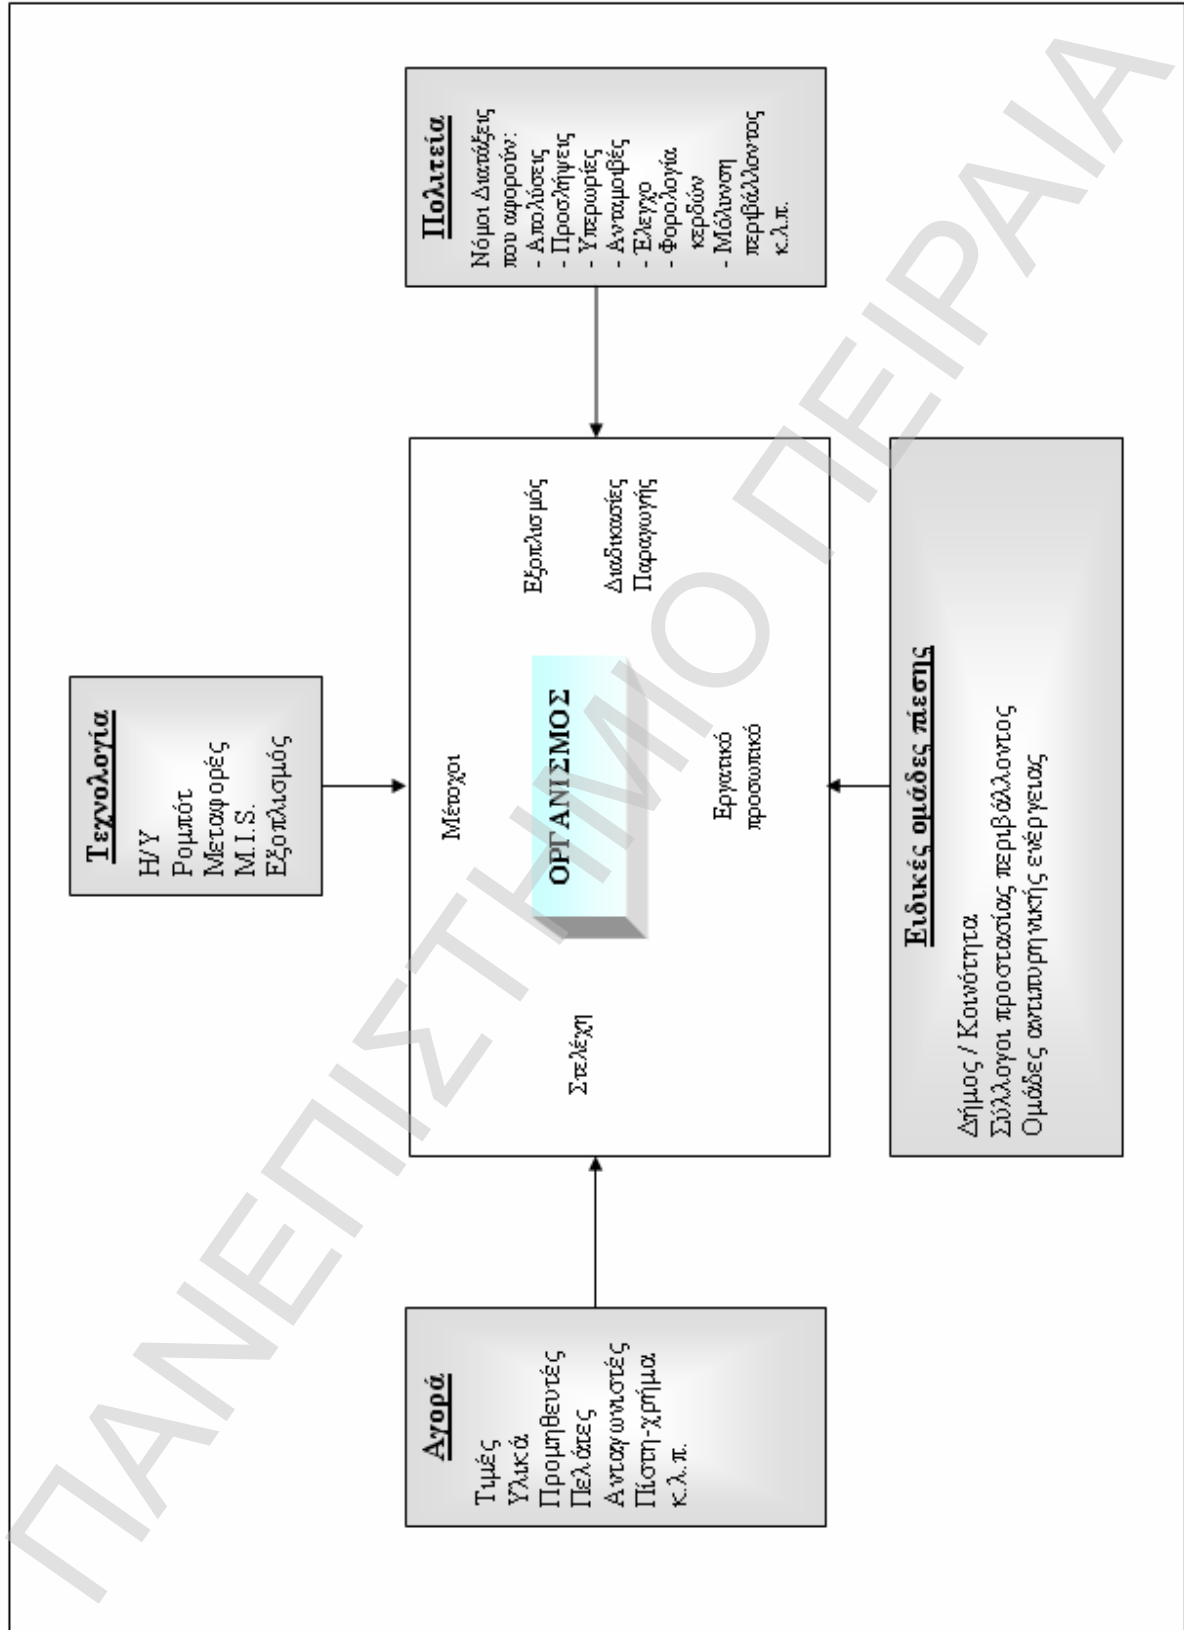 Τεχνολογία
Η/Υ
Ρομπότ
Μεταφορές
M.I.S.
Εξοπλισμός
Αγορά
Τιμές
Υλικά
Προμηθευτές
Πελάτες
Ανταγωνιστές
Πίστη-χρήμα
κ.λ.π.
Μέτοχοι
Στελέχη
ΟΡΓΑΝΙΣΜΟΣ
Εξοπλισμός
Διαδικασίες
Παραγωγής
Εργατικό
προσωπικό
Πολιτεία
Νόμοι Διατάξεις
που αφορούν:
- Απολύσεις
- Προσλήψεις
- Υπερωρίες
- Ανταμοιβές
- Έλεγχο
- Φορολογία
κερδών
- Μόλυνση
περιβάλλοντος
κ.λ.π.
Ειδικές ομάδες πίεσης
Δήμος / Κοινότητα
Σύλλογοι προστασίας περιβάλλοντος
Ομάδες αντιπυρηνικής ενέργειας
ΠΑΝΕΠΙΣΤΗΜΙΟ ΠΕΙΡΑΙΑ